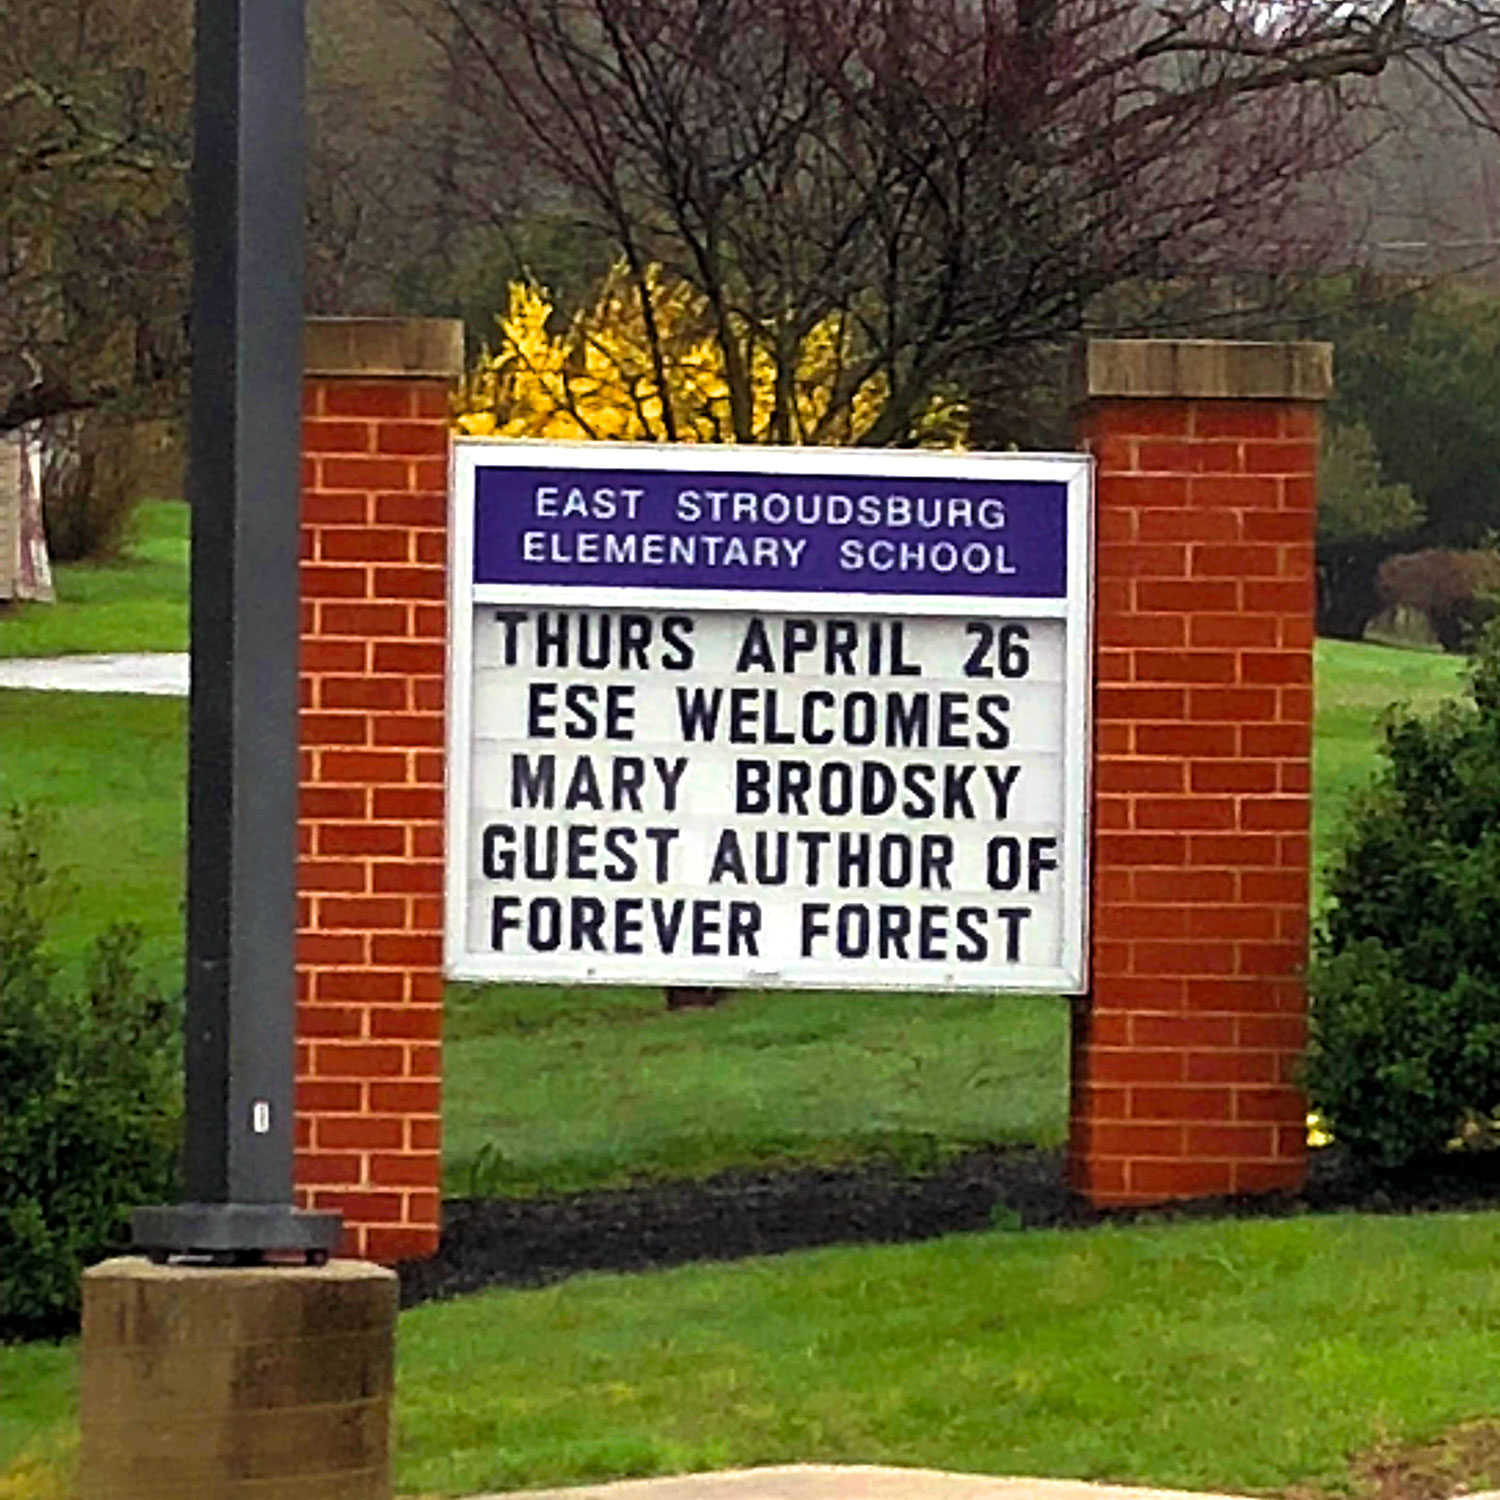 EAST STROUDSBURG
ELEMENTARY SCHOOL
THURS APRIL 26
ESE WELCOMES
MARY BRODSKY
GUEST AUTHOR OF
FOREVER FOREST